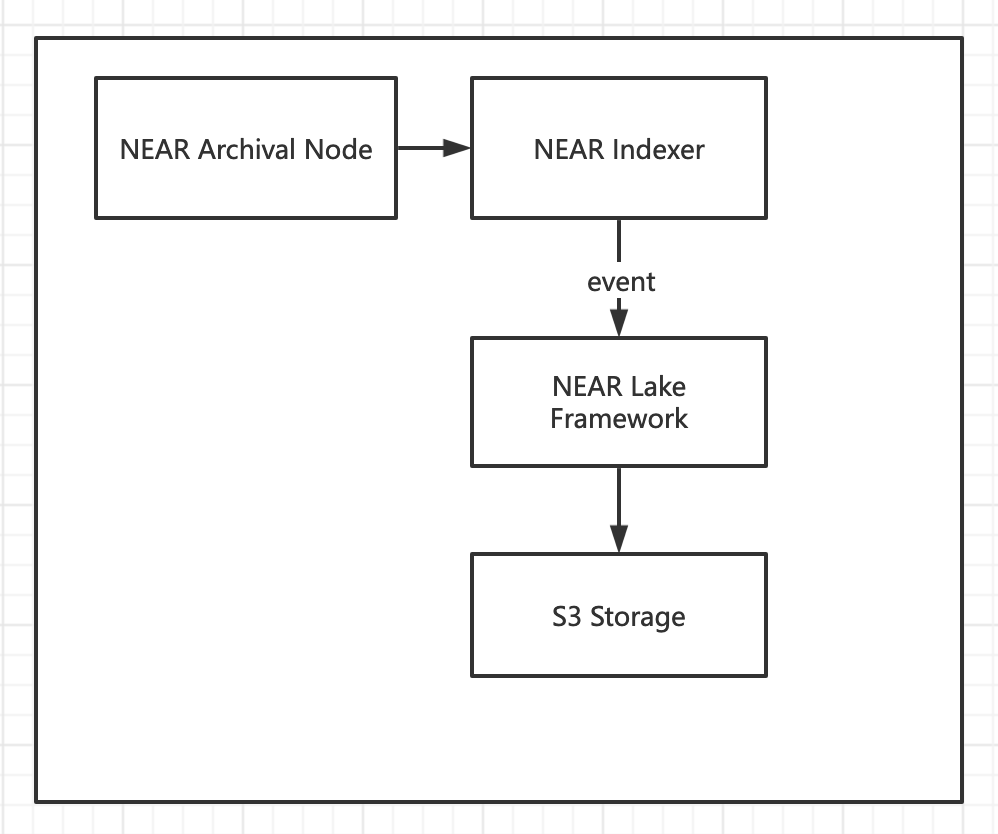 NEAR Archival Node
NEAR Indexer
event
NEAR Lake
Framework
S3 Storage